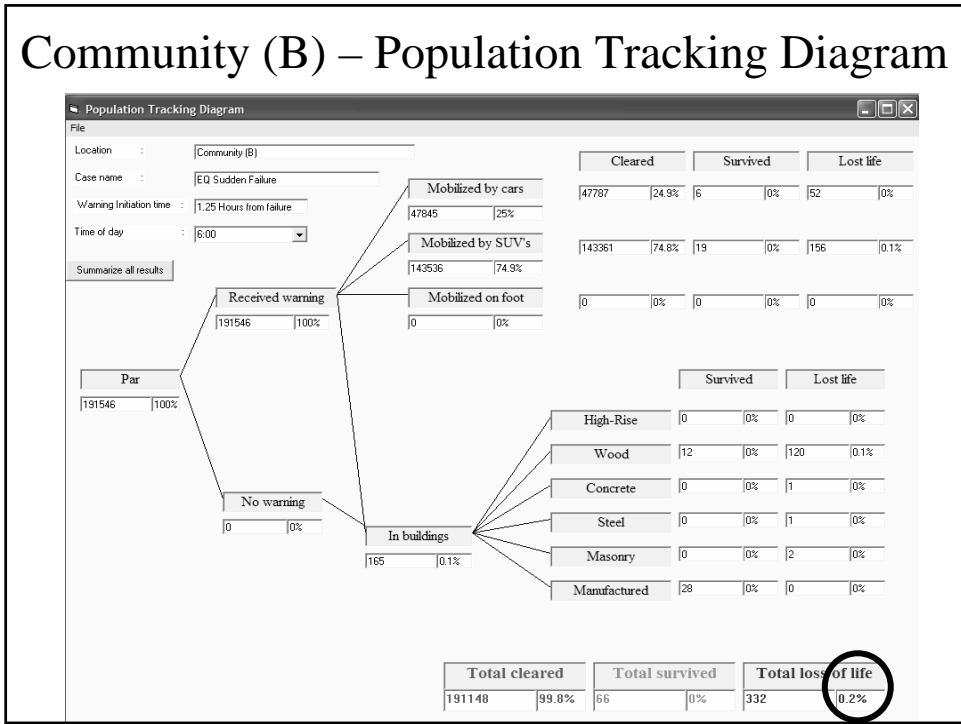 Community (B) – Population Tracking Diagram
Population Tracking Diagram
File
Location : Community (B)
Case name : EQ Sudden Failure
Warning Initiation time : 1.25 Hours from failure
Time of day : 6:00
Summarize all results
Cleared Survived Lost life
Mobilized by cars
47845 25%
47787 24.9% 6 0% 52 0%
Mobilized by SUV's
143536 74.9%
143361 74.8% 19 0% 156 0.1%
Received warning
191546 100%
Mobilized on foot
0 0%
0 0% 0 0% 0 0%
Par
191546 100%
Survived Lost life
High-Rise 0 0% 0 0%
Wood 12 0% 120 0.1%
Concrete 0 0% 1 0%
No warning
0 0%
Steel 0 0% 1 0%
In buildings
165 0.1%
Masonry 0 0% 2 0%
Manufactured 28 0% 0 0%
Total cleared Total survived Total loss of life
191148 99.8% 66 0% 332 0.2%